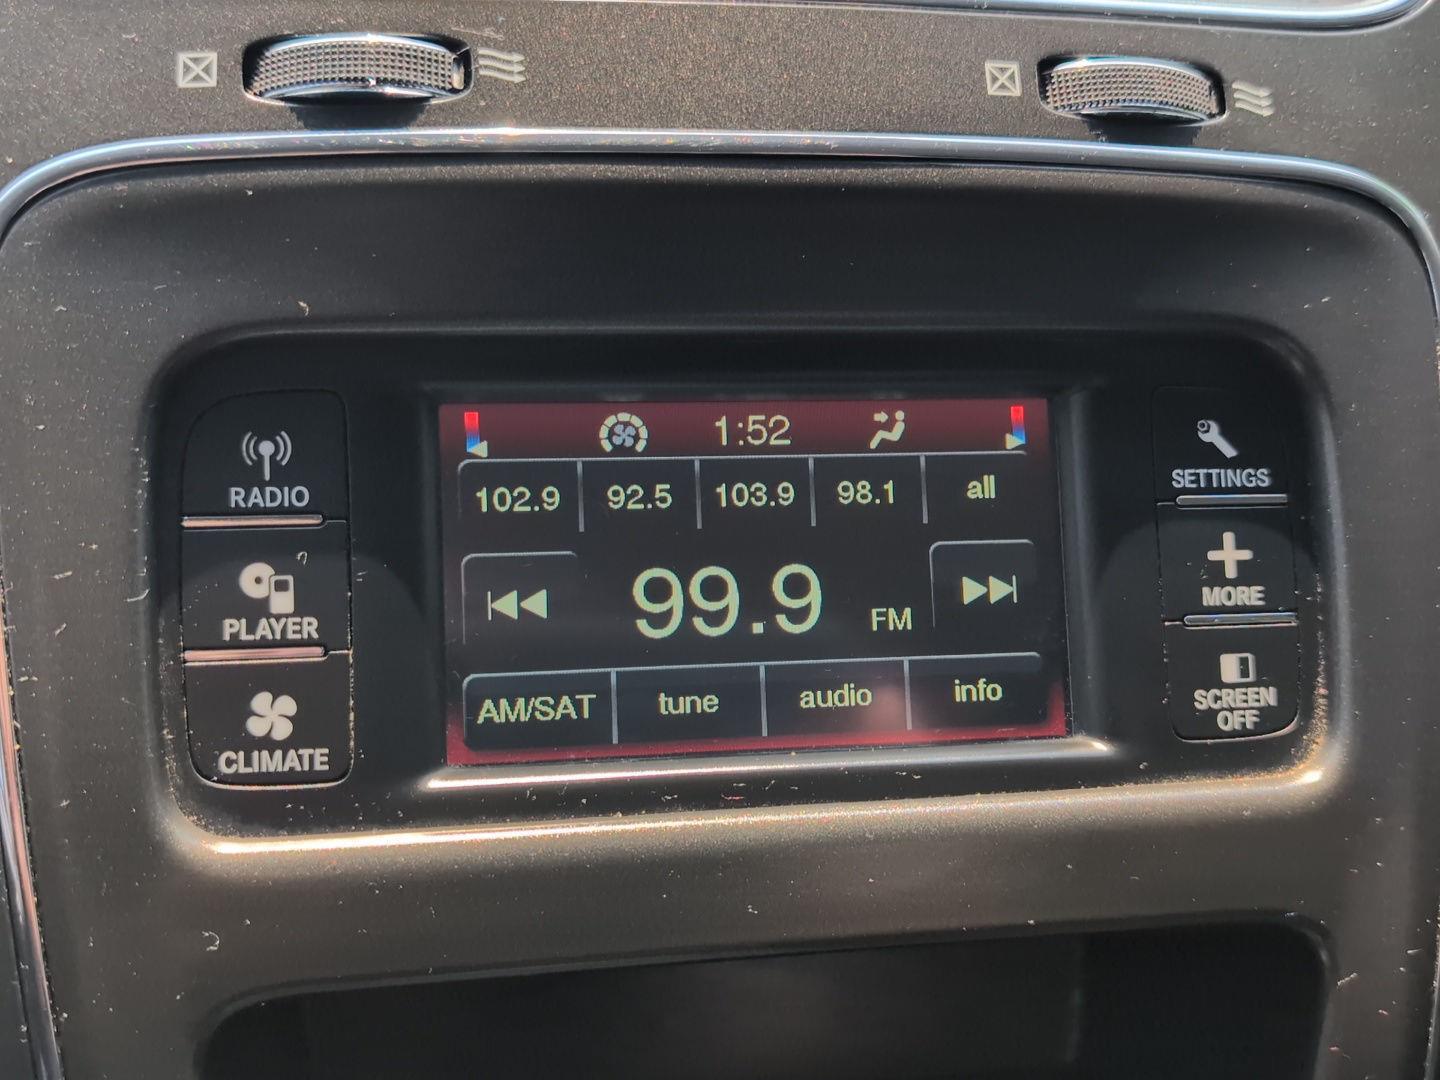 1:52
102.9 92.5 103.9 98.1 all
99.9 FM
AM/SAT tune audio info
RADIO
PLAYER
CLIMATE
SETTINGS
MORE
SCREEN
OFF